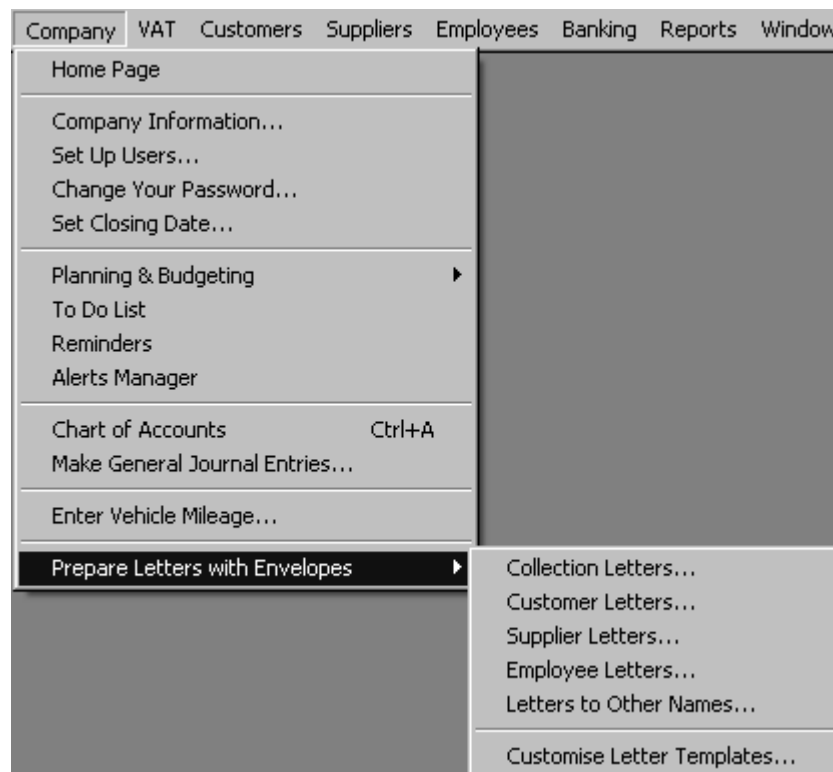 Company VAT Customers Suppliers Employees Banking Reports Window
Home Page
Company Information...
Set Up Users...
Change Your Password...
Set Closing Date...
Planning & Budgeting
To Do List
Reminders
Alerts Manager
Chart of Accounts Ctrl+A
Make General Journal Entries...
Enter Vehicle Mileage...
Prepare Letters with Envelopes
Collection Letters...
Customer Letters...
Supplier Letters...
Employee Letters...
Letters to Other Names...
Customise Letter Templates...